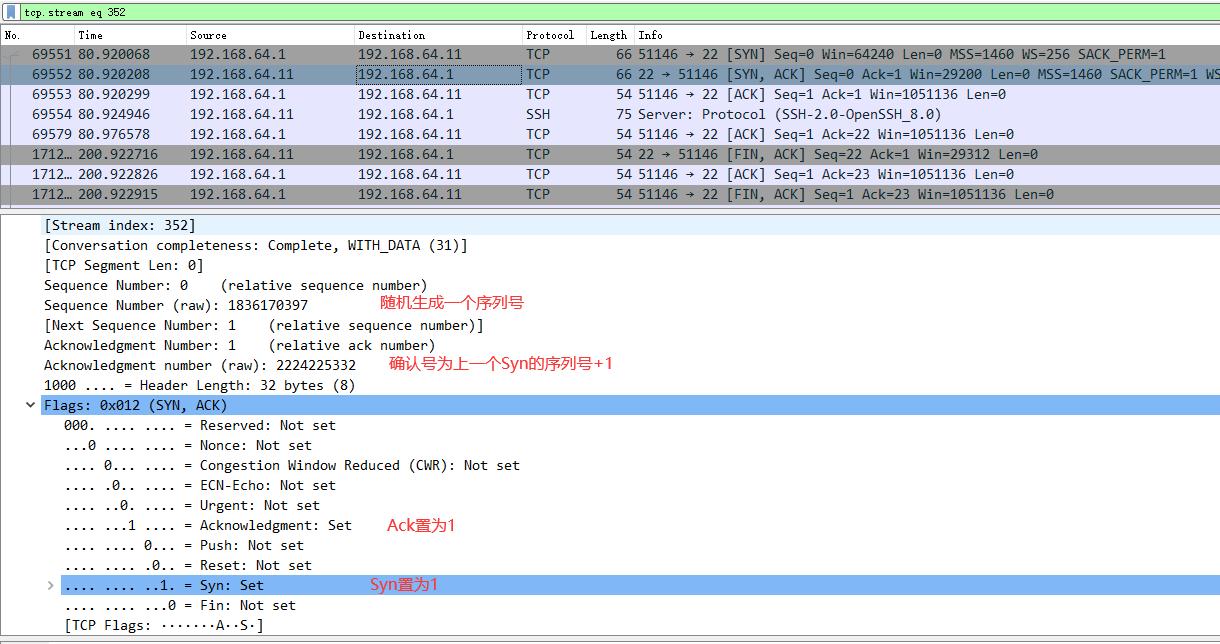 tcp.stream eq 352
No. Time Source Destination Protocol Length Info
69551 80.920068 192.168.64.1 192.168.64.11 TCP 66 51146 → 22 [SYN] Seq=0 Win=64240 Len=0 MSS=1460 WS=256 SACK_PERM=1
69552 80.920208 192.168.64.11 192.168.64.1 TCP 66 22 → 51146 [SYN, ACK] Seq=0 Ack=1 Win=29200 Len=0 MSS=1460 SACK_PERM=1 WS
69553 80.920299 192.168.64.1 192.168.64.11 TCP 54 51146 → 22 [ACK] Seq=1 Ack=1 Win=1051136 Len=0
69554 80.924946 192.168.64.11 192.168.64.1 SSH 75 Server: Protocol (SSH-2.0-OpenSSH_8.0)
69579 80.976578 192.168.64.1 192.168.64.11 TCP 54 51146 → 22 [ACK] Seq=1 Ack=22 Win=1051136 Len=0
1712… 200.922716 192.168.64.11 192.168.64.1 TCP 54 22 → 51146 [FIN, ACK] Seq=22 Ack=1 Win=29312 Len=0
1712… 200.922826 192.168.64.1 192.168.64.11 TCP 54 51146 → 22 [ACK] Seq=1 Ack=23 Win=1051136 Len=0
1712… 200.922915 192.168.64.1 192.168.64.11 TCP 54 51146 → 22 [FIN, ACK] Seq=1 Ack=23 Win=1051136 Len=0
[Stream index: 352]
[Conversation completeness: Complete, WITH_DATA (31)]
[TCP Segment Len: 0]
Sequence Number: 0 (relative sequence number)
Sequence Number (raw): 1836170397 随机生成一个序列号
[Next Sequence Number: 1 (relative sequence number)]
Acknowledgment Number: 1 (relative ack number)
Acknowledgment number (raw): 2224225332 确认号为上一个Syn的序列号+1
1000 .... = Header Length: 32 bytes (8)
Flags: 0x012 (SYN, ACK)
000. .... .... = Reserved: Not set
...0 .... .... = Nonce: Not set
.... 0... .... = Congestion Window Reduced (CWR): Not set
.... .0.. .... = ECN-Echo: Not set
.... ..0. .... = Urgent: Not set
.... ...1 .... = Acknowledgment: Set Ack置为1
.... .... 0... = Push: Not set
.... .... .0.. = Reset: Not set
.... .... ..1. = Syn: Set Syn置为1
.... .... ...0 = Fin: Not set
[TCP Flags: ·······A··S·]